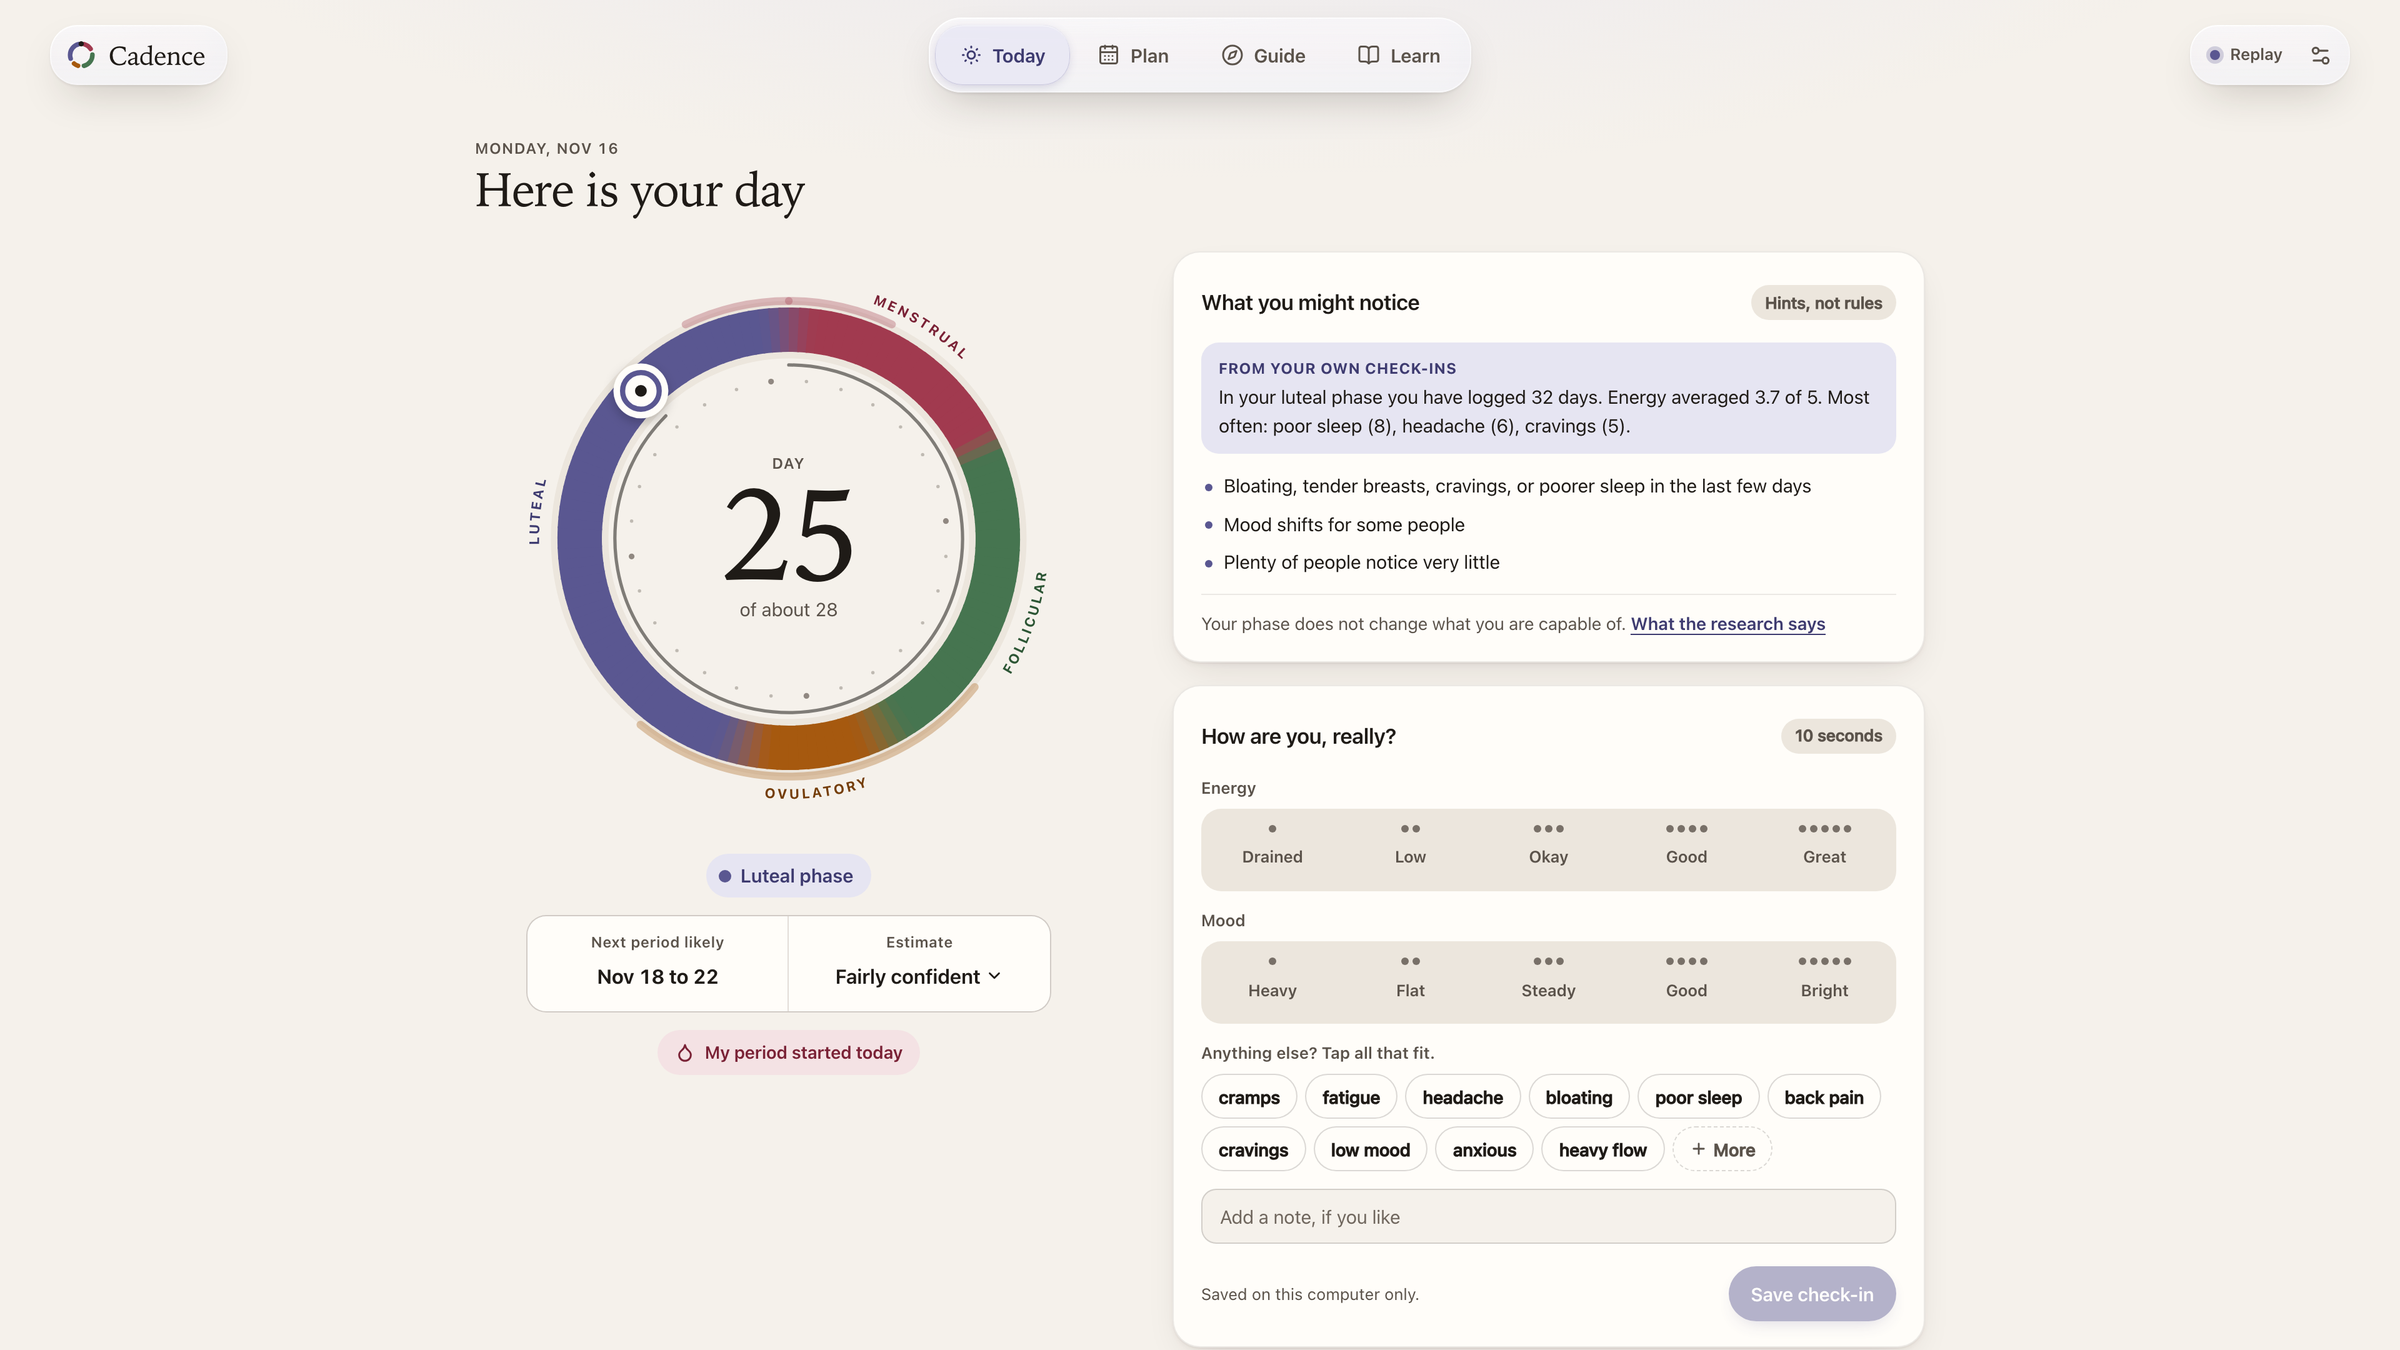 Cadence
Today
Plan
Guide
Learn
Replay
MONDAY, NOV 16
Here is your day
MENSTRUAL
LUTEAL
FOLLICULAR
OVULATORY
DAY
25
of about 28
Luteal phase
Next period likely
Nov 18 to 22
Estimate
Fairly confident
My period started today
What you might notice
Hints, not rules
FROM YOUR OWN CHECK-INS
In your luteal phase you have logged 32 days. Energy averaged 3.7 of 5. Most
often: poor sleep (8), headache (6), cravings (5).
Bloating, tender breasts, cravings, or poorer sleep in the last few days
Mood shifts for some people
Plenty of people notice very little
Your phase does not change what you are capable of. What the research says
How are you, really?
10 seconds
Energy
Drained
Low
Okay
Good
Great
Mood
Heavy
Flat
Steady
Good
Bright
Anything else? Tap all that fit.
cramps
fatigue
headache
bloating
poor sleep
back pain
cravings
low mood
anxious
heavy flow
+ More
Add a note, if you like
Saved on this computer only.
Save check-in